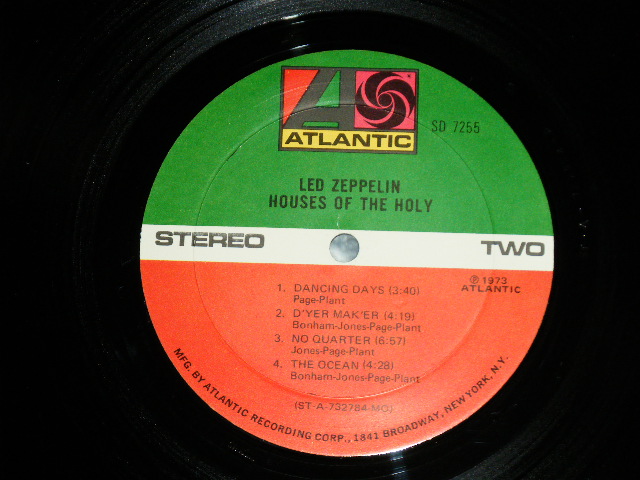 ATLANTIC
SD 7255
LED ZEPPELIN
HOUSES OF THE HOLY
STEREO
TWO
℗ 1973
ATLANTIC
1. DANCING DAYS (3:40)
Page-Plant
2. D'YER MAK'ER (4:19)
Bonham-Jones-Page-Plant
3. NO QUARTER (6:57)
Jones-Page-Plant
4. THE OCEAN (4:28)
Bonham-Jones-Page-Plant
(ST-A-732784-MO)
MFG. BY ATLANTIC RECORDING CORP., 1841 BROADWAY, NEW YORK, N.Y.